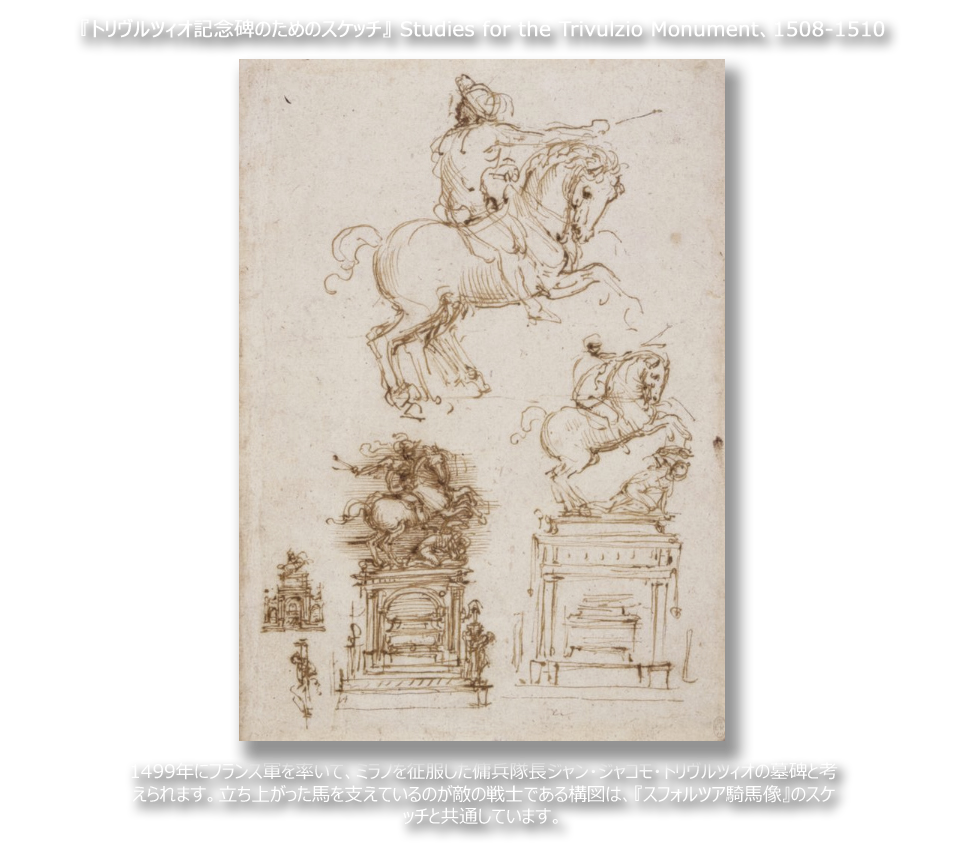 『トリヴルツィオ記念碑のためのスケッチ』 Studies for the Trivulzio Monument、1508-1510
1499年にフランス軍を率いて、ミラノを征服した傭兵隊長ジャン・ジャコモ・トリヴルツィオの墓碑と考
えられます。立ち上がった馬を支えているのが敵の戦士である構図は、『スフォルツァ騎馬像』のスケ
ッチと共通しています。